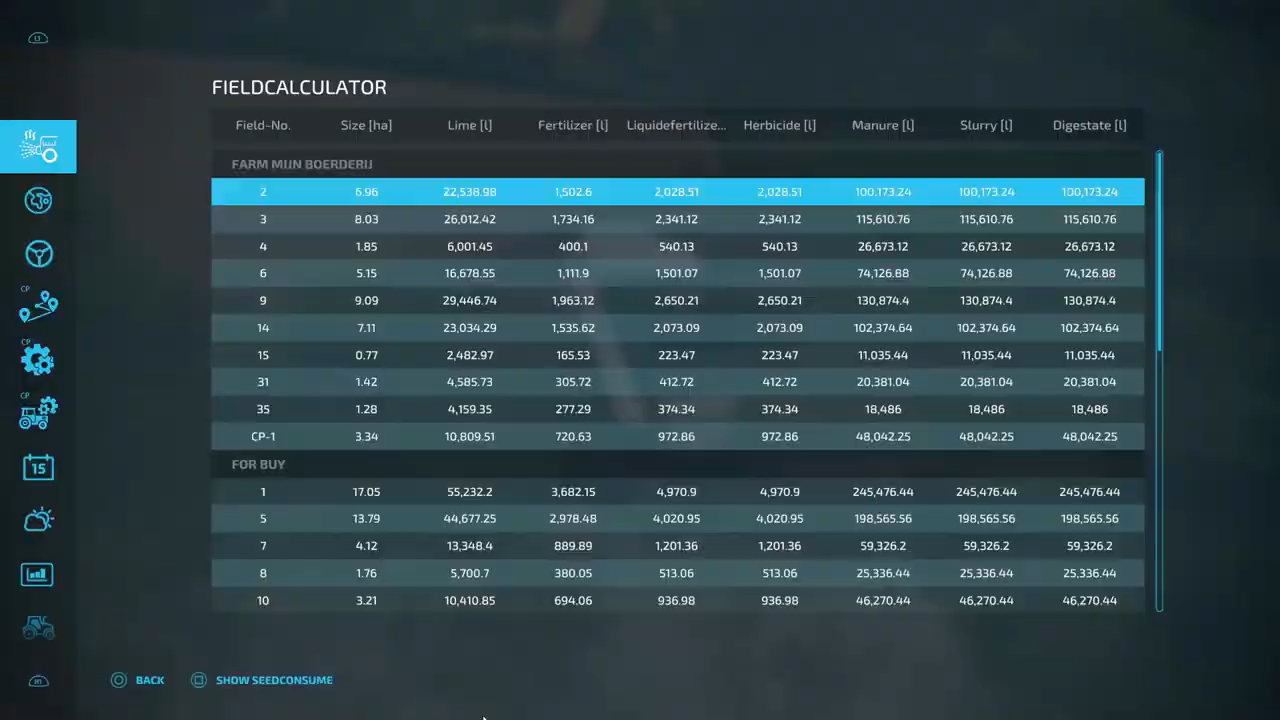 L1
FIELDCALCULATOR
Field-No. Size [ha] Lime [l] Fertilizer [l] Liquidefertilize... Herbicide [l] Manure [l] Slurry [l] Digestate [l]
FARM MIJN BOERDERIJ
2 6.96 22,538.98 1,502.6 2,028.51 2,028.51 100,173.24 100,173.24 100,173.24
3 8.03 26,012.42 1,734.16 2,341.12 2,341.12 115,610.76 115,610.76 115,610.76
4 1.85 6,001.45 400.1 540.13 540.13 26,673.12 26,673.12 26,673.12
6 5.15 16,678.55 1,111.9 1,501.07 1,501.07 74,126.88 74,126.88 74,126.88
9 9.09 29,446.74 1,963.12 2,650.21 2,650.21 130,874.4 130,874.4 130,874.4
14 7.11 23,034.29 1,535.62 2,073.09 2,073.09 102,374.64 102,374.64 102,374.64
15 0.77 2,482.97 165.53 223.47 223.47 11,035.44 11,035.44 11,035.44
31 1.42 4,585.73 305.72 412.72 412.72 20,381.04 20,381.04 20,381.04
35 1.28 4,159.35 277.29 374.34 374.34 18,486 18,486 18,486
CP-1 3.34 10,809.51 720.63 972.86 972.86 48,042.25 48,042.25 48,042.25
FOR BUY
1 17.05 55,232.2 3,682.15 4,970.9 4,970.9 245,476.44 245,476.44 245,476.44
5 13.79 44,677.25 2,978.48 4,020.95 4,020.95 198,565.56 198,565.56 198,565.56
7 4.12 13,348.4 889.89 1,201.36 1,201.36 59,326.2 59,326.2 59,326.2
8 1.76 5,700.7 380.05 513.06 513.06 25,336.44 25,336.44 25,336.44
10 3.21 10,410.85 694.06 936.98 936.98 46,270.44 46,270.44 46,270.44
CP
CP
CP
15
R1
BACK SHOW SEEDCONSUME